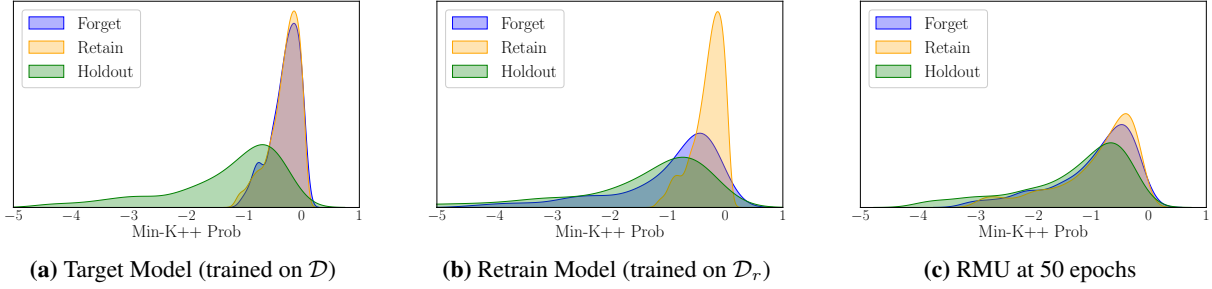 Forget
Retain
Holdout
−5 −4 −3 −2 −1 0 1
Min-K++ Prob
(a) Target Model (trained on 𝒟)
Forget
Retain
Holdout
−5 −4 −3 −2 −1 0 1
Min-K++ Prob
(b) Retrain Model (trained on 𝒟ᵣ)
Forget
Retain
Holdout
−5 −4 −3 −2 −1 0 1
Min-K++ Prob
(c) RMU at 50 epochs